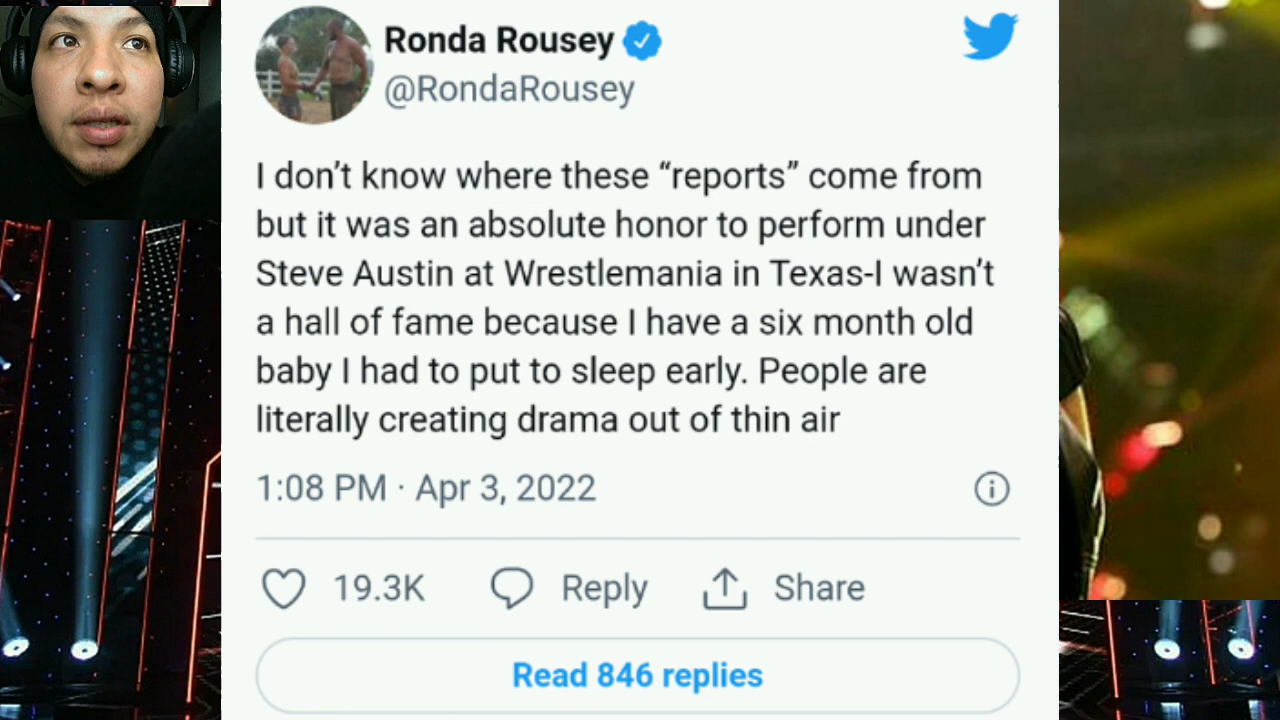 Ronda Rousey
@RondaRousey
I don’t know where these “reports” come from
but it was an absolute honor to perform under
Steve Austin at Wrestlemania in Texas-I wasn’t
a hall of fame because I have a six month old
baby I had to put to sleep early. People are
literally creating drama out of thin air
1:08 PM · Apr 3, 2022
19.3K Reply Share
Read 846 replies